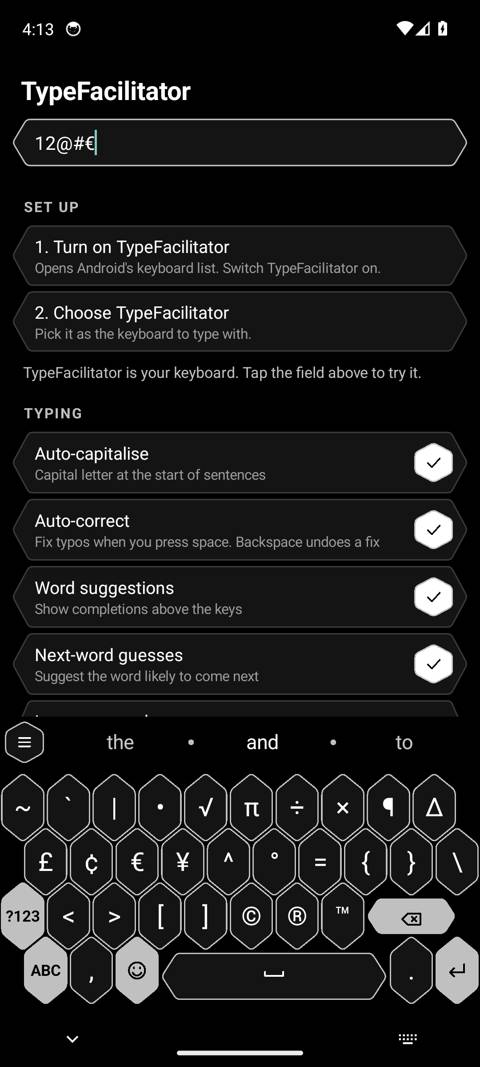 4:13
TypeFacilitator
12@#€
SET UP
1. Turn on TypeFacilitator
Opens Android's keyboard list. Switch TypeFacilitator on.
2. Choose TypeFacilitator
Pick it as the keyboard to type with.
TypeFacilitator is your keyboard. Tap the field above to try it.
TYPING
Auto-capitalise
Capital letter at the start of sentences
Auto-correct
Fix typos when you press space. Backspace undoes a fix
Word suggestions
Show completions above the keys
Next-word guesses
Suggest the word likely to come next
the • and • to
~ ` | • √ π ÷ × ¶ Δ
£ ¢ € ¥ ^ ° = { } \
?123 < > [ ] © ® ™
ABC , .